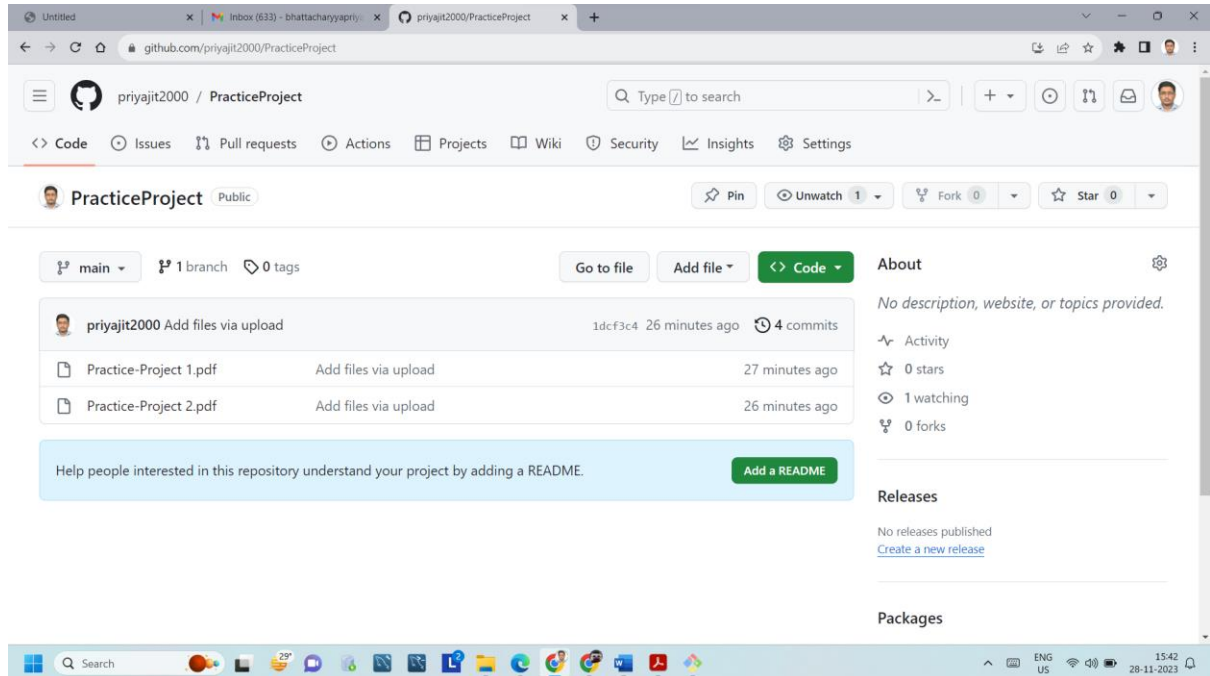 Untitled
Inbox (633) - bhattacharyyapriy
priyajit2000/PracticeProject
github.com/priyajit2000/PracticeProject
priyajit2000 / PracticeProject
Type / to search
Code Issues Pull requests Actions Projects Wiki Security Insights Settings
PracticeProject Public
Pin Unwatch 1 Fork 0 Star 0
main 1 branch 0 tags
Go to file Add file Code
About
No description, website, or topics provided.
priyajit2000 Add files via upload 1dcf3c4 26 minutes ago 4 commits
Practice-Project 1.pdf Add files via upload 27 minutes ago
Practice-Project 2.pdf Add files via upload 26 minutes ago
Activity
0 stars
1 watching
0 forks
Help people interested in this repository understand your project by adding a README. Add a README
Releases
No releases published
Create a new release
Packages
Search
29°
ENG
US
15:42
28-11-2023